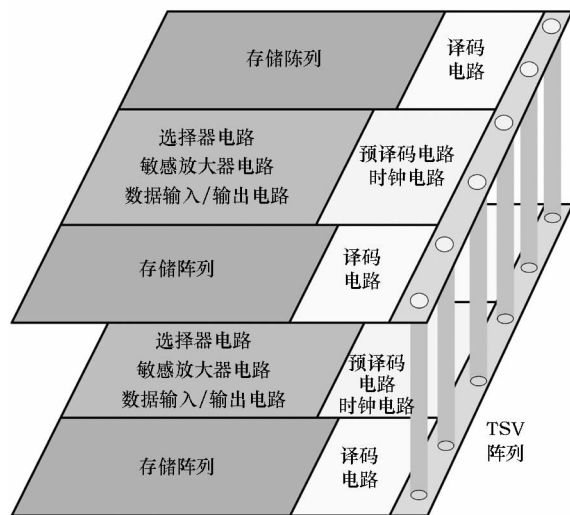 存储陈列
译码
电路
选择器电路
敏感放大器电路
数据输入/输出电路
预译码电路
时钟电路
存储阵列
译码
电路
选择器电路
敏感放大器电路
数据输入/输出电路
预译码
电路
时钟电路
存储阵列
译码
电路
TSV
阵列